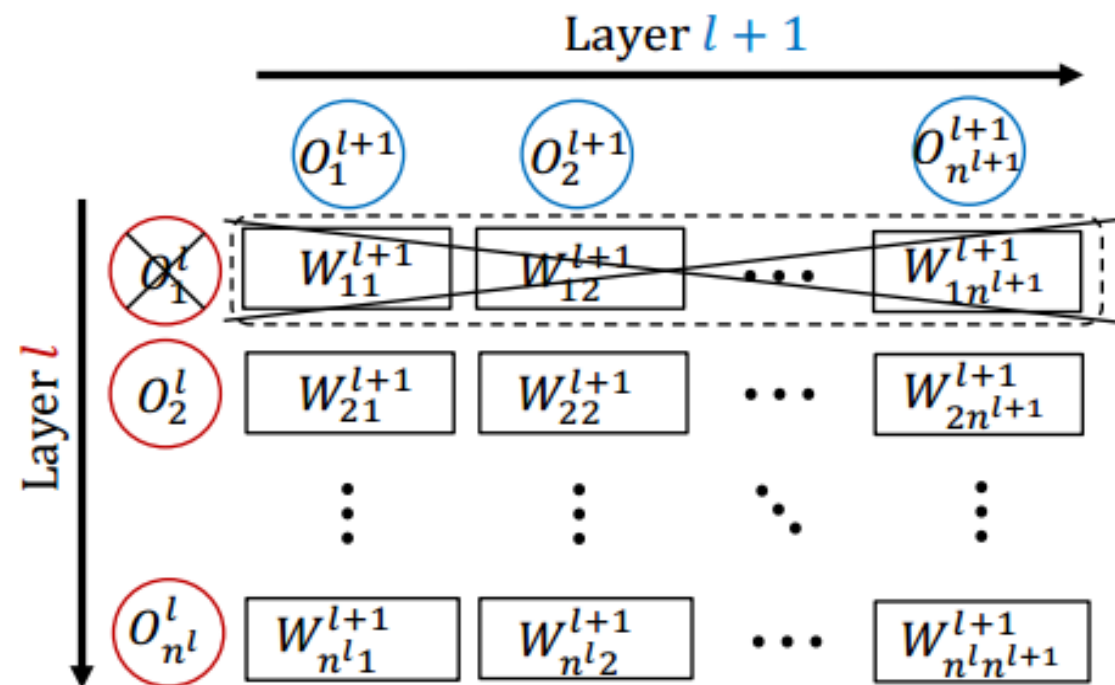 Layer l + 1
O_1^{l+1} O_2^{l+1} O_{n^{l+1}}^{l+1}
O_1^l W_{11}^{l+1} W_{12}^{l+1} • • • W_{1n^{l+1}}^{l+1}
O_2^l W_{21}^{l+1} W_{22}^{l+1} • • • W_{2n^{l+1}}^{l+1}
Layer l
O_{n^l}^l W_{n^l1}^{l+1} W_{n^l2}^{l+1} • • • W_{n^ln^{l+1}}^{l+1}